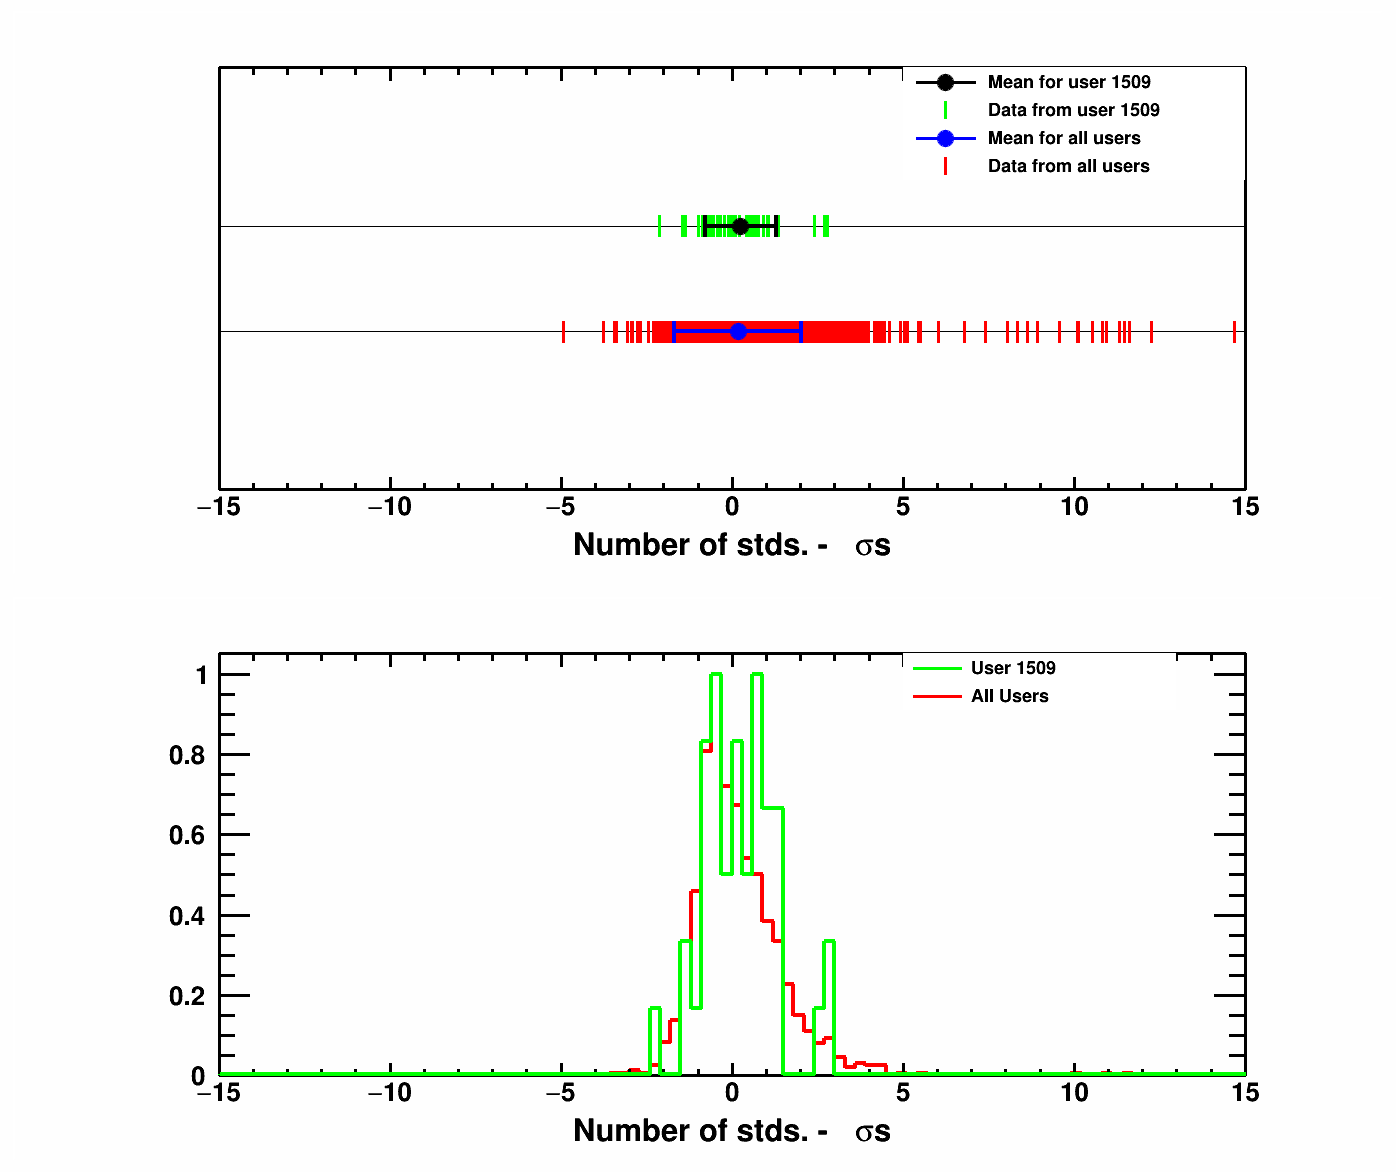 Mean for user 1509
Data from user 1509
Mean for all users
Data from all users
−15 −10 −5 0 5 10 15
Number of stds. - σs
User 1509
All Users
1
0.8
0.6
0.4
0.2
0
−15 −10 −5 0 5 10 15
Number of stds. - σs